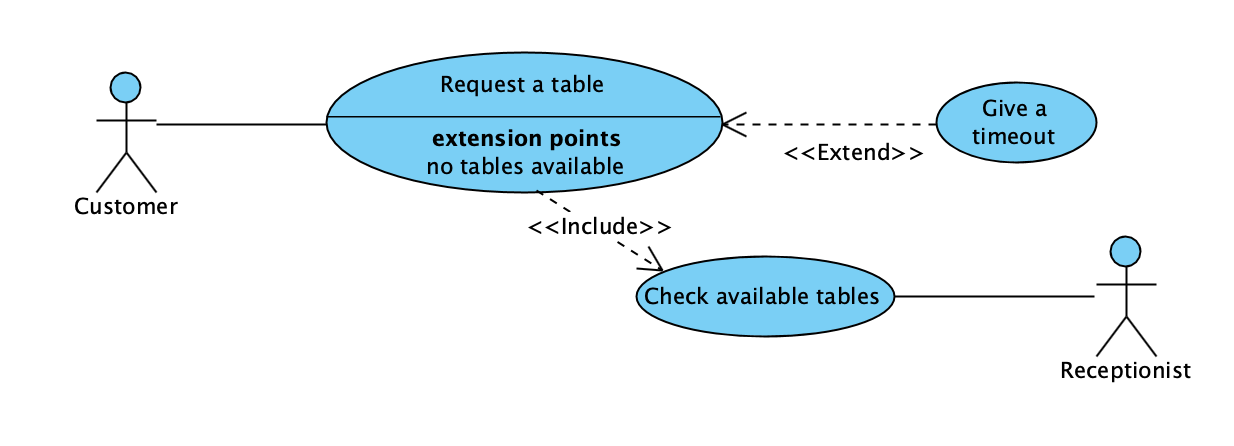 Request a table
extension points
no tables available
Give a
timeout
<<Extend>>
Customer
<<Include>>
Check available tables
Receptionist